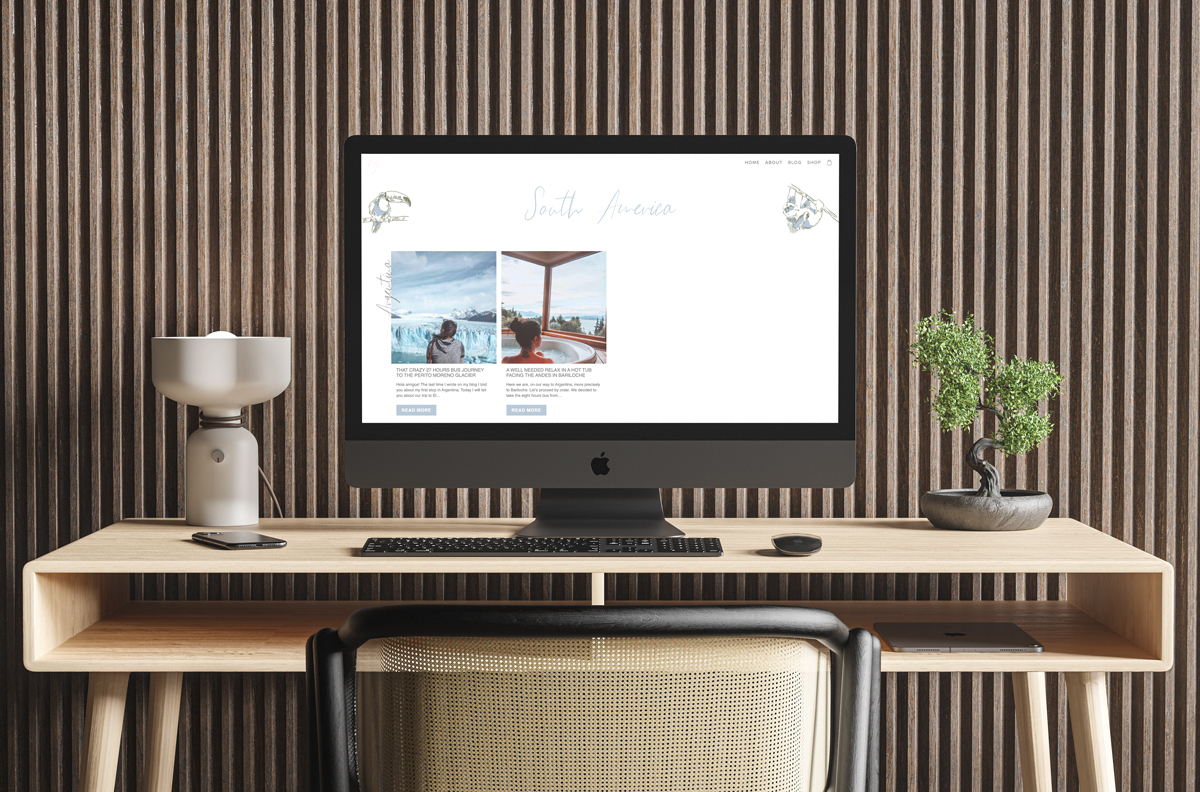 HOME ABOUT BLOG SHOP
South America
Argentina
THAT CRAZY 27 HOURS BUS JOURNEY
TO THE PERITO MORENO GLACIER
Hola amigos! The last time I wrote on my blog I told
you about my first stop in Argentina. Today I will tell
you about our trip to El...
READ MORE
A WELL NEEDED RELAX IN A HOT TUB
FACING THE ANDES IN BARILOCHE
Here we are, on our way to Argentina, more precisely
to Bariloche. Let's proceed by order. We decided to
take the eight hours bus from ...
READ MORE